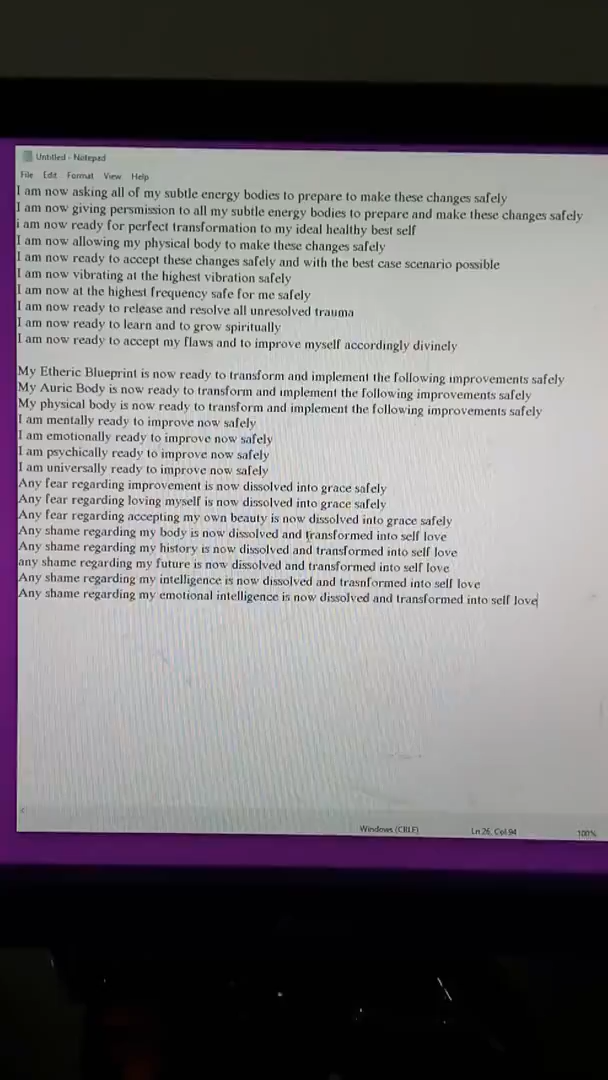 Untitled - Notepad
File Edit Format View Help
I am now asking all of my subtle energy bodies to prepare to make these changes safely
I am now giving persmission to all my subtle energy bodies to prepare and make these changes safely
i am now ready for perfect transformation to my ideal healthy best self
I am now allowing my physical body to make these changes safely
I am now ready to accept these changes safely and with the best case scenario possible
I am now vibrating at the highest vibration safely
I am now at the highest frequency safe for me safely
I am now ready to release and resolve all unresolved trauma
I am now ready to learn and to grow spiritually
I am now ready to accept my flaws and to improve myself accordingly divinely
My Etheric Blueprint is now ready to transform and implement the following improvements safely
My Auric Body is now ready to transform and implement the following improvements safely
My physical body is now ready to transform and implement the following improvements safely
I am mentally ready to improve now safely
I am emotionally ready to improve now safely
I am psychically ready to improve now safely
I am universally ready to improve now safely
Any fear regarding improvement is now dissolved into grace safely
Any fear regarding loving myself is now dissolved into grace safely
Any fear regarding accepting my own beauty is now dissolved into grace safely
Any shame regarding my body is now dissolved and transformed into self love
Any shame regarding my history is now dissolved and transformed into self love
any shame regarding my future is now dissolved and transformed into self love
Any shame regarding my intelligence is now dissolved and trasnformed into self love
Any shame regarding my emotional intelligence is now dissolved and transformed into self love
Windows (CRLF) Ln 26, Col 94 100%